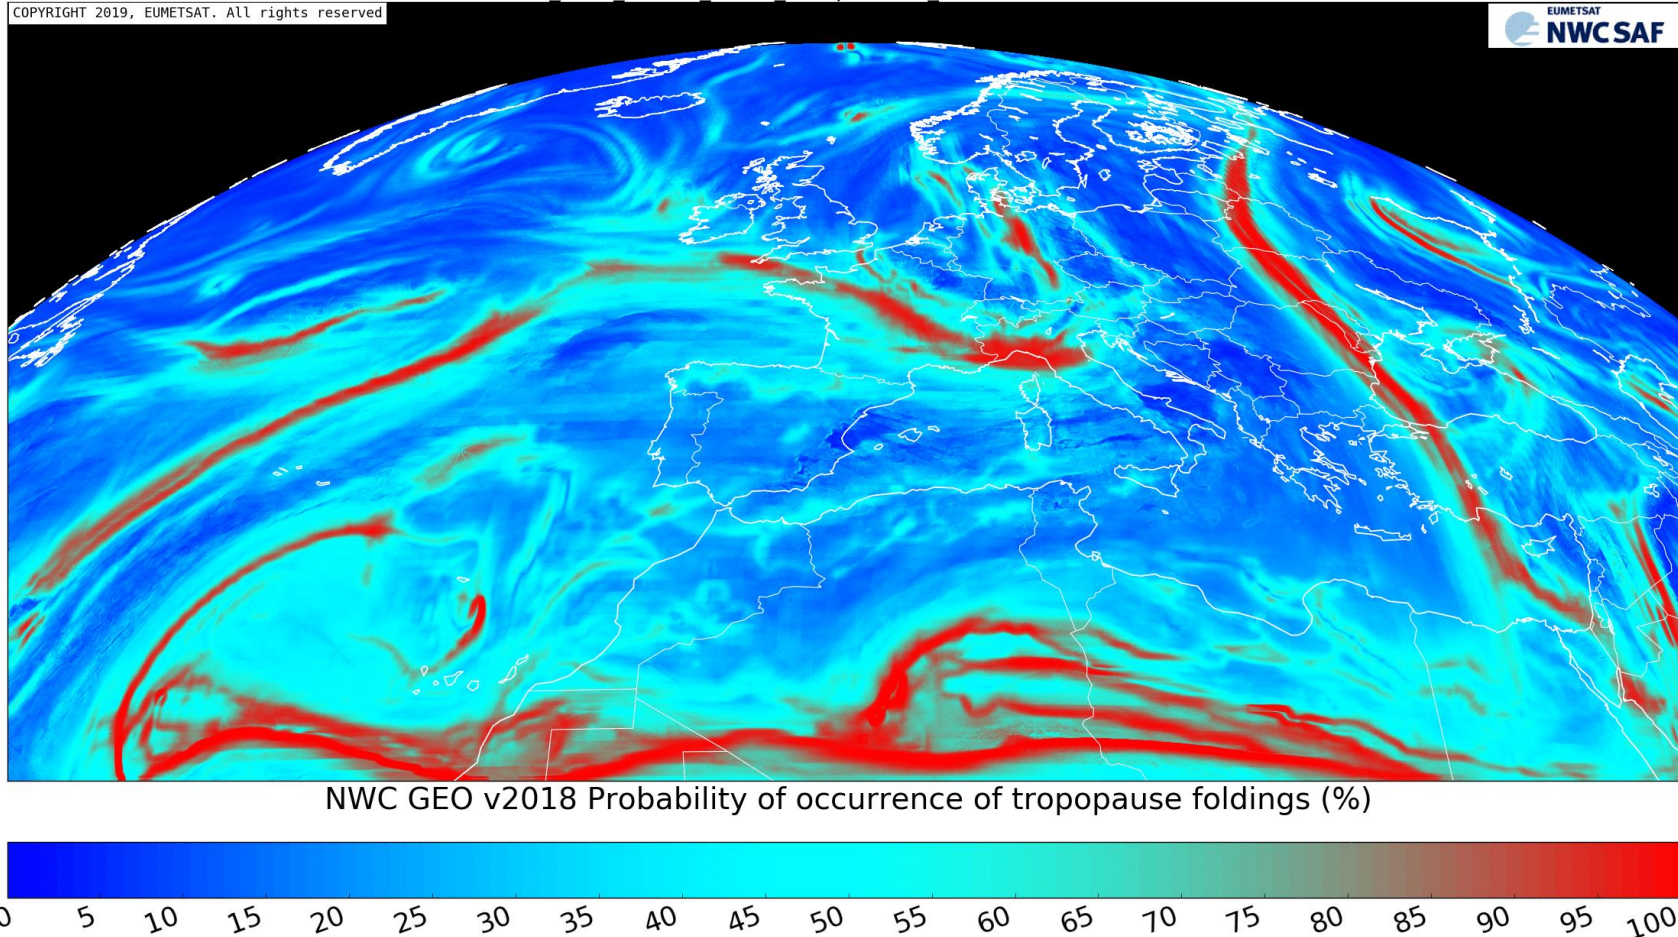 COPYRIGHT 2019, EUMETSAT. All rights reserved
EUMETSAT
NWC SAF
NWC GEO v2018 Probability of occurrence of tropopause foldings (%)
0 5 10 15 20 25 30 35 40 45 50 55 60 65 70 75 80 85 90 95 100